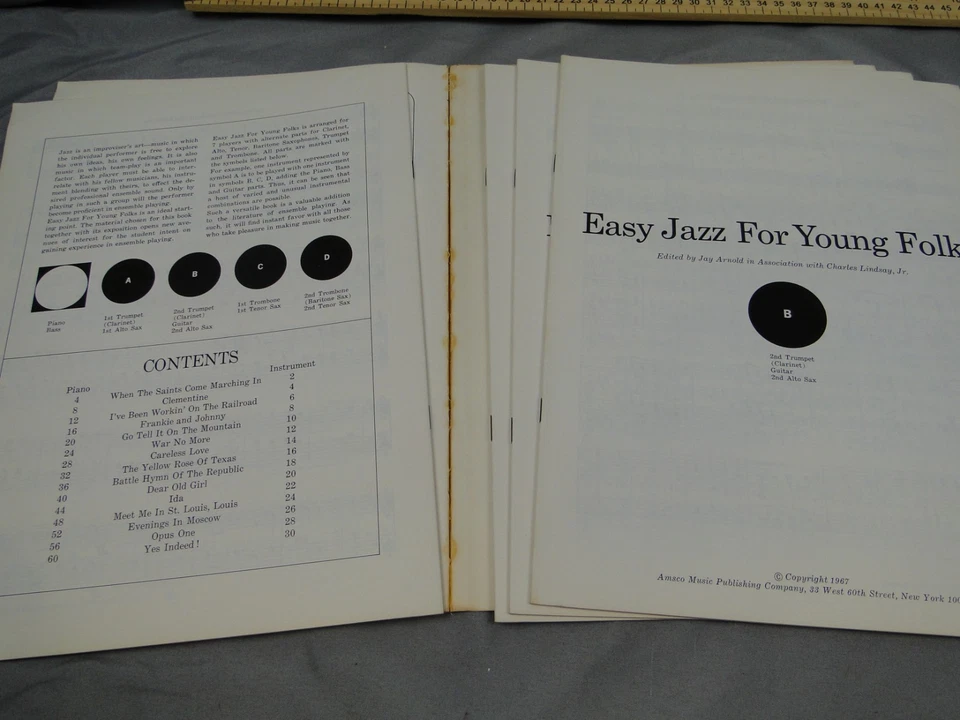 Jazz is an improviser's art—music in which
the individual performer is free to explore
his own ideas, his own feelings. It is also
music in which team-play is an important
factor. Each player must be able to inter-
relate with his fellow musicians, his instru-
ment blending with theirs, to effect the de-
sired professional ensemble sound. Only by
playing in such a group will the performer
become proficient in ensemble playing.
Easy Jazz For Young Folks is an ideal start-
ing point. The material chosen for this book
together with its exposition opens new ave-
nues of interest for the student intent on
gaining experience in ensemble playing.
Easy Jazz For Young Folks is arranged for
7 players with alternate parts for Clarinet,
Alto, Tenor, Baritone Saxophones, Trumpet
and Trombone. All parts are marked with
the symbols listed below.
For example, one instrument represented by
symbol A is to be played with one instrument
in symbols B, C, D, adding the Piano, Bass
and Guitar parts. Thus, it can be seen that
a host of varied and unusual instrumental
combinations are possible.
Such a versatile book is a valuable addition
to the literature of ensemble playing. As
such, it will find instant favor with all those
who take pleasure in making music together.
A B C D
Piano
Bass
1st Trumpet
(Clarinet)
1st Alto Sax
2nd Trumpet
(Clarinet)
Guitar
2nd Alto Sax
1st Trombone
1st Tenor Sax
2nd Trombone
(Baritone Sax)
2nd Tenor Sax
CONTENTS
Piano Instrument
4 When The Saints Come Marching In 2
8 Clementine 4
12 I've Been Workin' On The Railroad 6
16 Frankie and Johnny 8
20 Go Tell It On The Mountain 10
24 War No More 12
28 Careless Love 14
32 The Yellow Rose Of Texas 16
36 Battle Hymn Of The Republic 18
40 Dear Old Girl 20
44 Ida 22
48 Meet Me In St. Louis, Louis 24
52 Evenings In Moscow 26
56 Opus One 28
60 Yes Indeed! 30
Easy Jazz For Young Folk
Edited by Jay Arnold in Association with Charles Lindsay, Jr.
B
2nd Trumpet
(Clarinet)
Guitar
2nd Alto Sax
© Copyright 1967
Amsco Music Publishing Company, 33 West 60th Street, New York 100